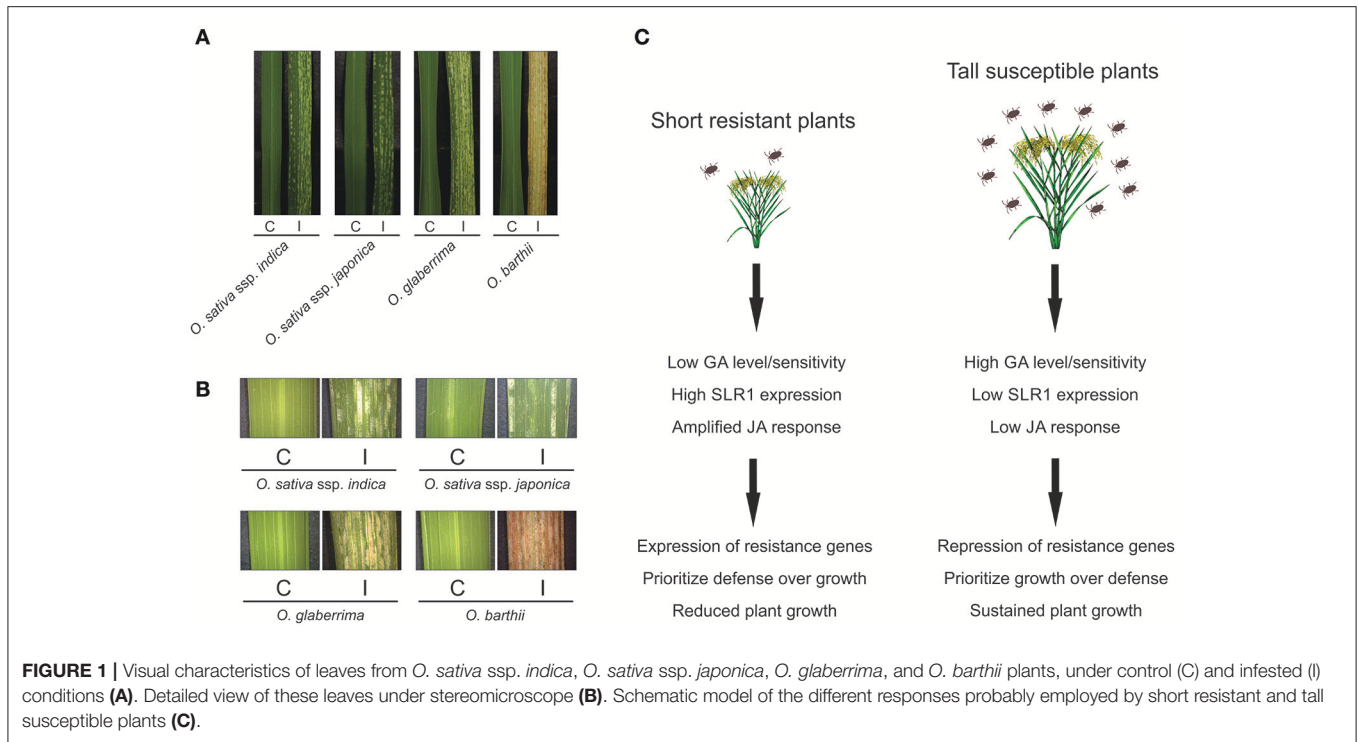 A
C I C I C I C I
O. sativa ssp. indica
O. sativa ssp. japonica
O. glaberrima
O. barthii
B
C I C I
O. sativa ssp. indica O. sativa ssp. japonica
C I C I
O. glaberrima O. barthii
C
Short resistant plants
Low GA level/sensitivity
High SLR1 expression
Amplified JA response
Expression of resistance genes
Prioritize defense over growth
Reduced plant growth
Tall susceptible plants
High GA level/sensitivity
Low SLR1 expression
Low JA response
Repression of resistance genes
Prioritize growth over defense
Sustained plant growth
FIGURE 1 | Visual characteristics of leaves from O. sativa ssp. indica, O. sativa ssp. japonica, O. glaberrima, and O. barthii plants, under control (C) and infested (I)
conditions (A). Detailed view of these leaves under stereomicroscope (B). Schematic model of the different responses probably employed by short resistant and tall
susceptible plants (C).